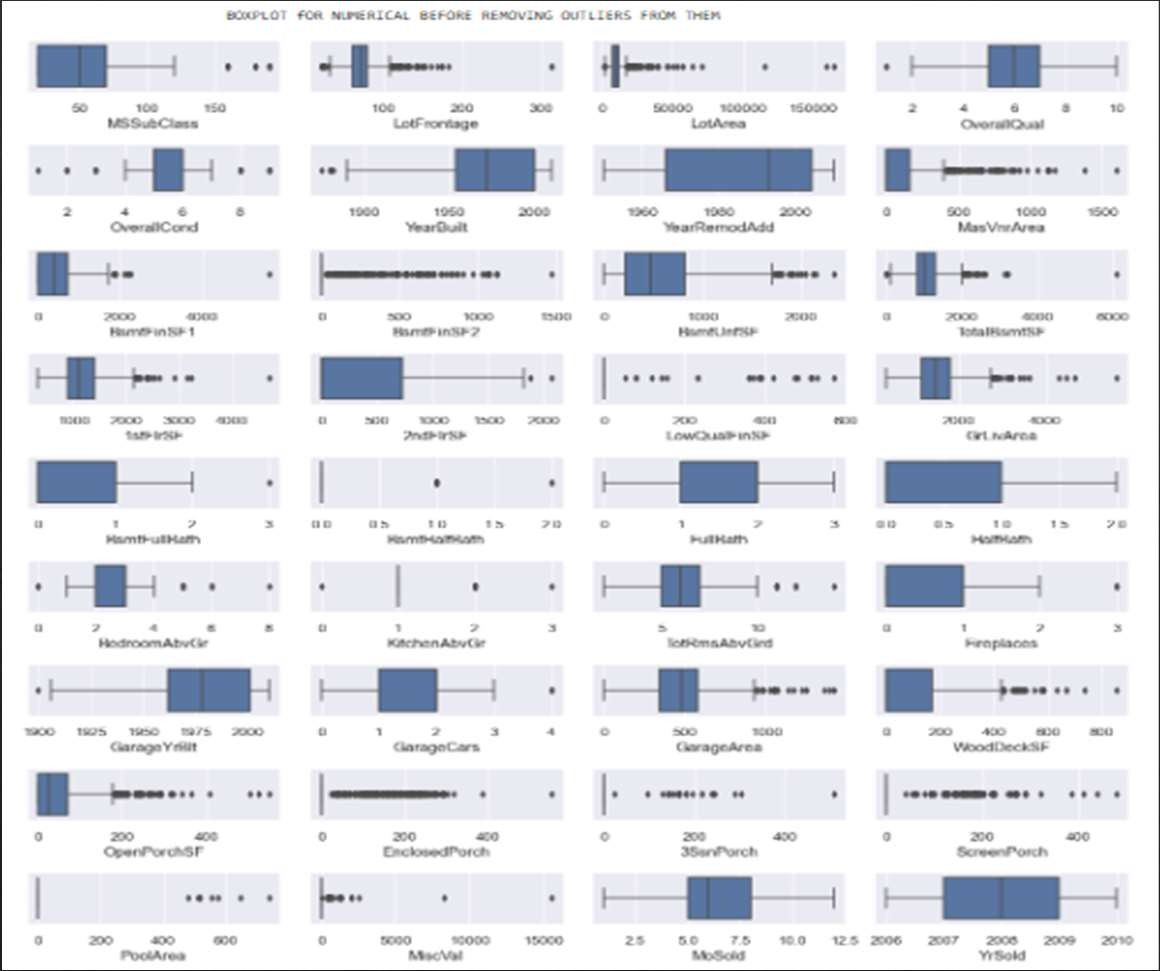 BOXPLOT FOR NUMERICAL BEFORE REMOVING OUTLIERS FROM THEM
50 100 150 100 200 300 0 50000 100000 150000 2 4 6 8 10
MSSubClass LotFrontage LotArea OverallQual
2 4 6 8 1900 1950 2000 1960 1980 2000 0 500 1000 1500
OverallCond YearBuilt YearRemodAdd MasVnrArea
0 2000 4000 0 500 1000 1500 0 1000 2000 0 2000 4000 6000
BsmtFinSF1 BsmtFinSF2 BsmtUnfSF TotalBsmtSF
1000 2000 3000 4000 0 500 1000 1500 2000 0 200 400 600 2000 4000
1stFlrSF 2ndFlrSF LowQualFinSF GrLivArea
0 1 2 3 0.0 0.5 1.0 1.5 2.0 0 1 2 3 0.0 0.5 1.0 1.5 2.0
BsmtFullBath BsmtHalfBath FullBath HalfBath
0 2 4 6 8 0 1 2 3 5 10 0 1 2 3
BedroomAbvGr KitchenAbvGr TotRmsAbvGrd Fireplaces
1900 1925 1950 1975 2000 0 1 2 3 4 0 500 1000 0 200 400 600 800
GarageYrBlt GarageCars GarageArea WoodDeckSF
0 200 400 0 200 400 0 200 400 0 200 400
OpenPorchSF EnclosedPorch 3SsnPorch ScreenPorch
0 200 400 600 0 5000 10000 15000 2.5 5.0 7.5 10.0 12.5 2006 2007 2008 2009 2010
PoolArea MiscVal MoSold YrSold